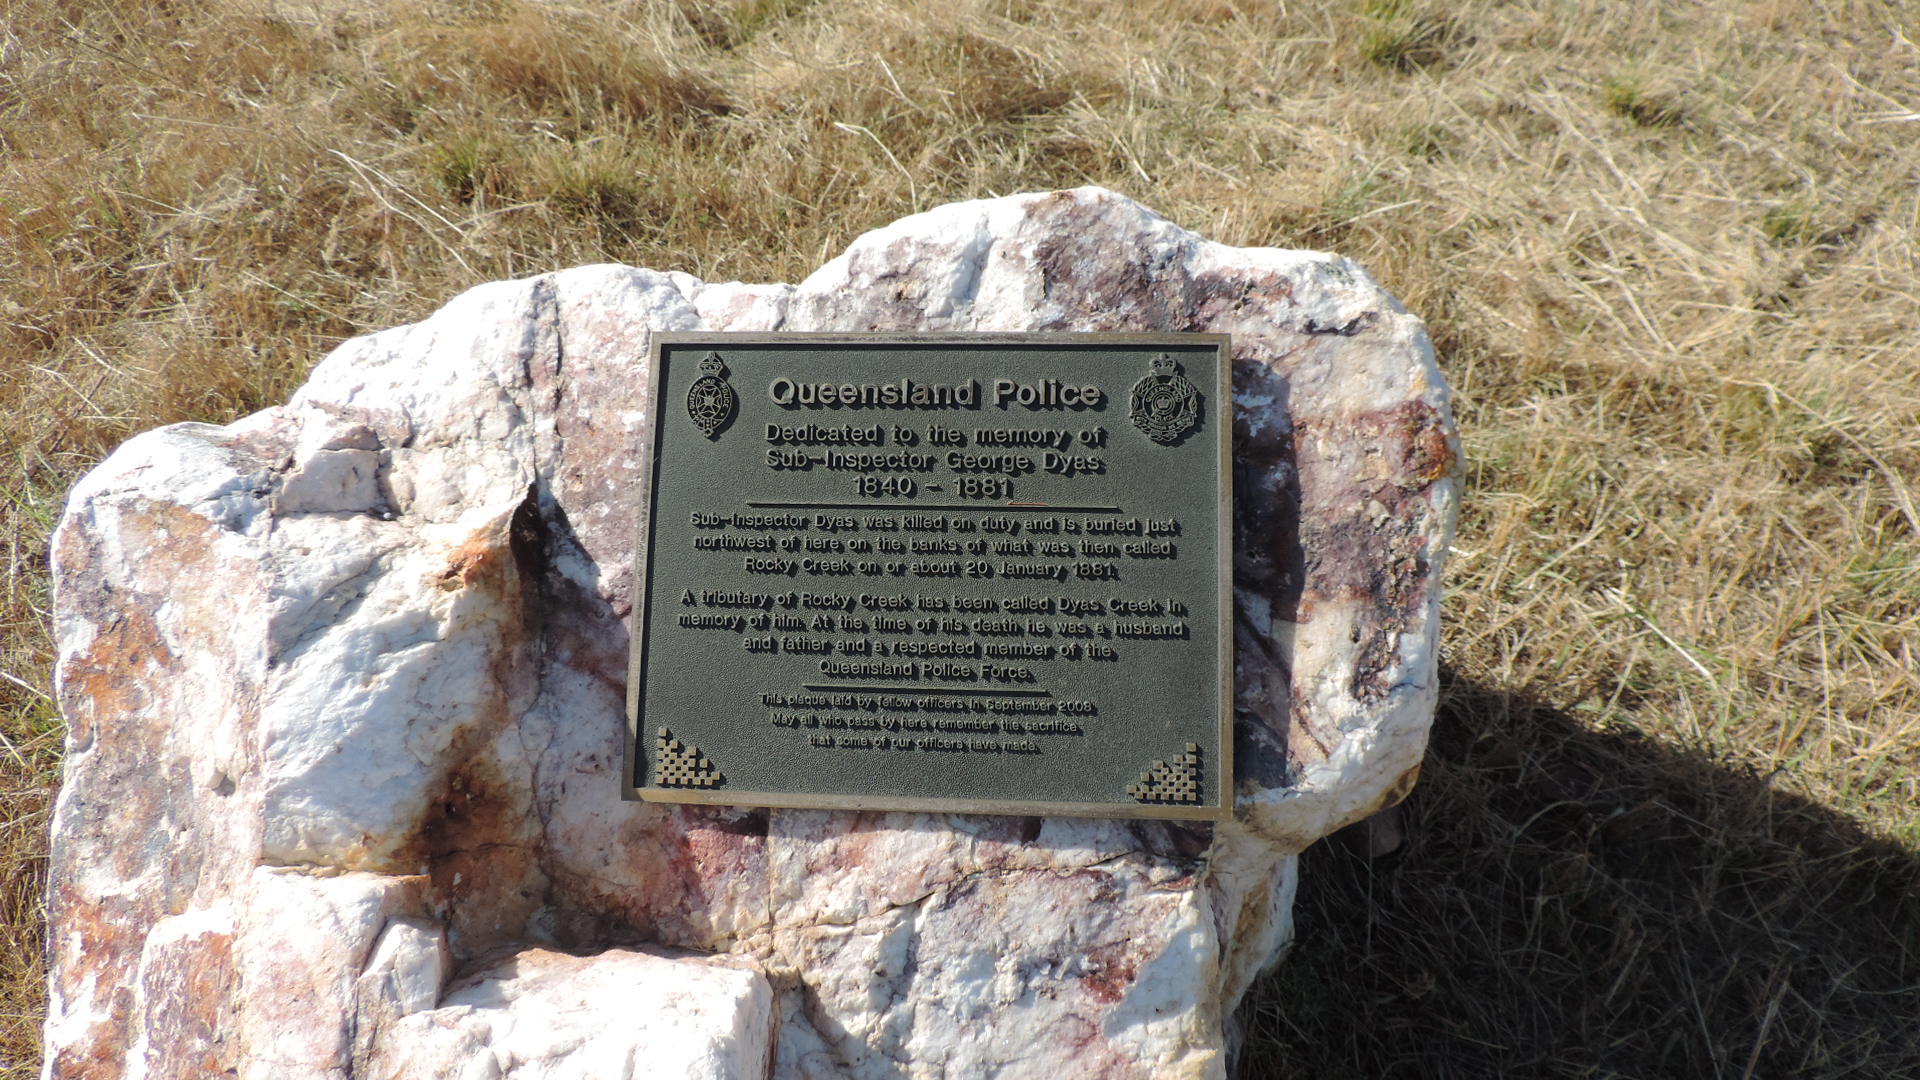 Queensland Police
Dedicated to the memory of
Sub-Inspector George Dyas
1840 - 1881
Sub-Inspector Dyas was killed on duty and is buried just
northwest of here on the banks of what was then called
Rocky Creek on or about 20 January 1881.
A tributary of Rocky Creek has been called Dyas Creek in
memory of him. At the time of his death he was a husband
and father and a respected member of the
Queensland Police Force.
This plaque laid by fellow officers in September 2008
May all who pass by here remember the sacrifice
that some of our officers have made.